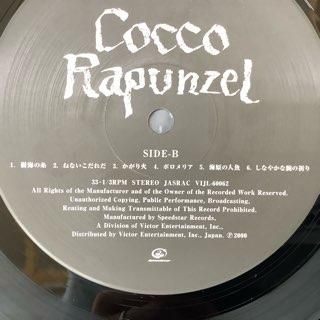 Cocco
Rapunzel
SIDE-B
1. 樹海の糸 2. ねないこだれだ 3. かがり火 4. ポロメリア 5. 海原の人魚 6. しなやかな腕の祈り
33-1/3RPM STEREO JASRAC VIJL-60062
All Rights of the Manufacturer and of the Owner of the Recorded Work Reserved.
Unauthorized Copying, Public Performance, Broadcasting,
Renting and Making Transmittable of This Record Prohibited.
Manufactured by Speedstar Records,
A Division of Victor Entertainment, Inc.,
Distributed by Victor Entertainment, Inc., Japan. Ⓟ2000